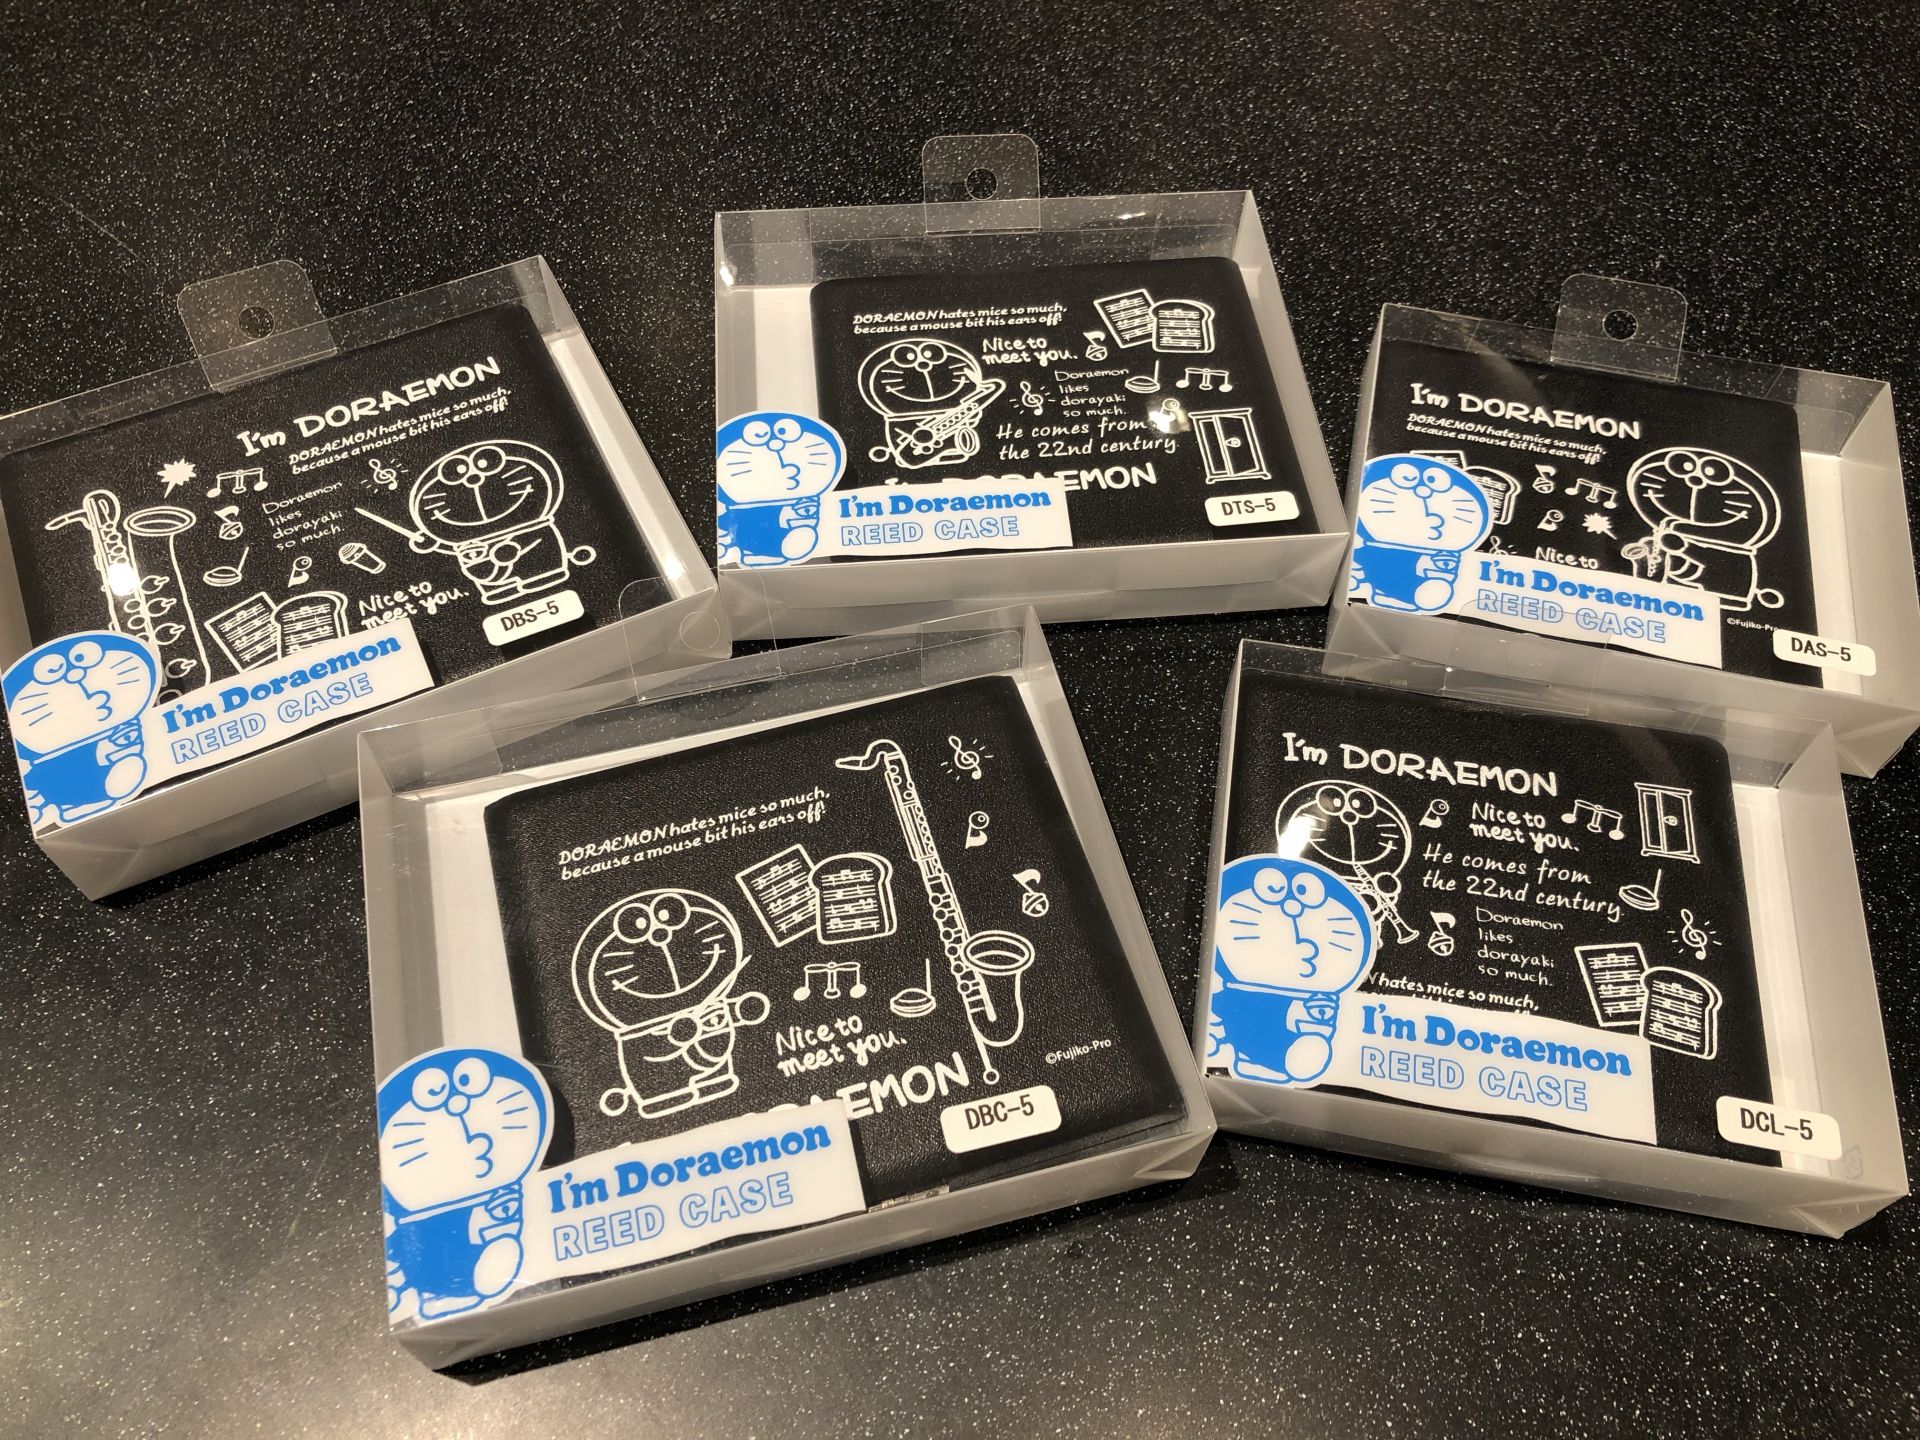 I'm DORAEMON
DORAEMON hates mice so much,
because a mouse bit his ears off!
Doraemon
likes
dorayaki
so much.
Nice to
meet you.
DBS-5
I'm Doraemon
REED CASE
DORAEMON hates mice so much,
because a mouse bit his ears off!
Nice to
meet you.
Doraemon
likes
dorayaki
so much.
He comes from
the 22nd century.
I'm DORAEMON
DTS-5
I'm Doraemon
REED CASE
I'm DORAEMON
DORAEMON hates mice so much,
because a mouse bit his ears off!
Nice to
©Fujiko-Pro
DAS-5
I'm Doraemon
REED CASE
DORAEMON hates mice so much,
because a mouse bit his ears off!
Nice to
meet you.
©Fujiko-Pro
DORAEMON
DBC-5
I'm Doraemon
REED CASE
I'm DORAEMON
Nice to
meet you.
He comes from
the 22nd century.
Doraemon
likes
dorayaki
so much.
hates mice so much,
DCL-5
I'm Doraemon
REED CASE